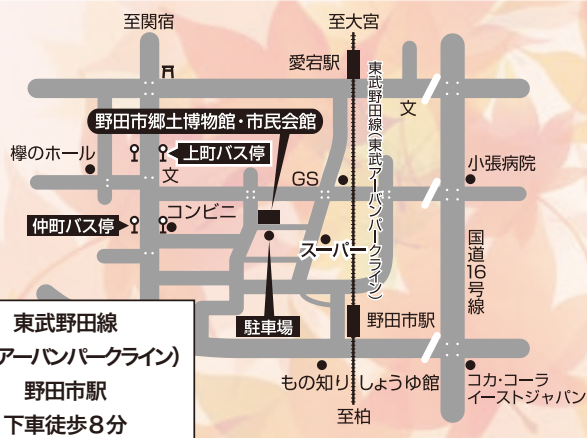 至関宿
至大宮
愛宕駅
東武野田線（東武アーバンパークライン）
文
野田市郷土博物館・市民会館
欅のホール
上町バス停
文
GS
小張病院
仲町バス停
コンビニ
スーパー
国道16号線
駐車場
野田市駅
東武野田線
アーバンパークライン）
野田市駅
下車徒歩8分
もの知りしょうゆ館
コカ・コーラ
イーストジャパン
至柏